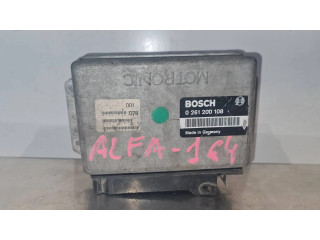 MOTRONIC
BOSCH
0 261 200 108
Made in Germany
ALFA-164